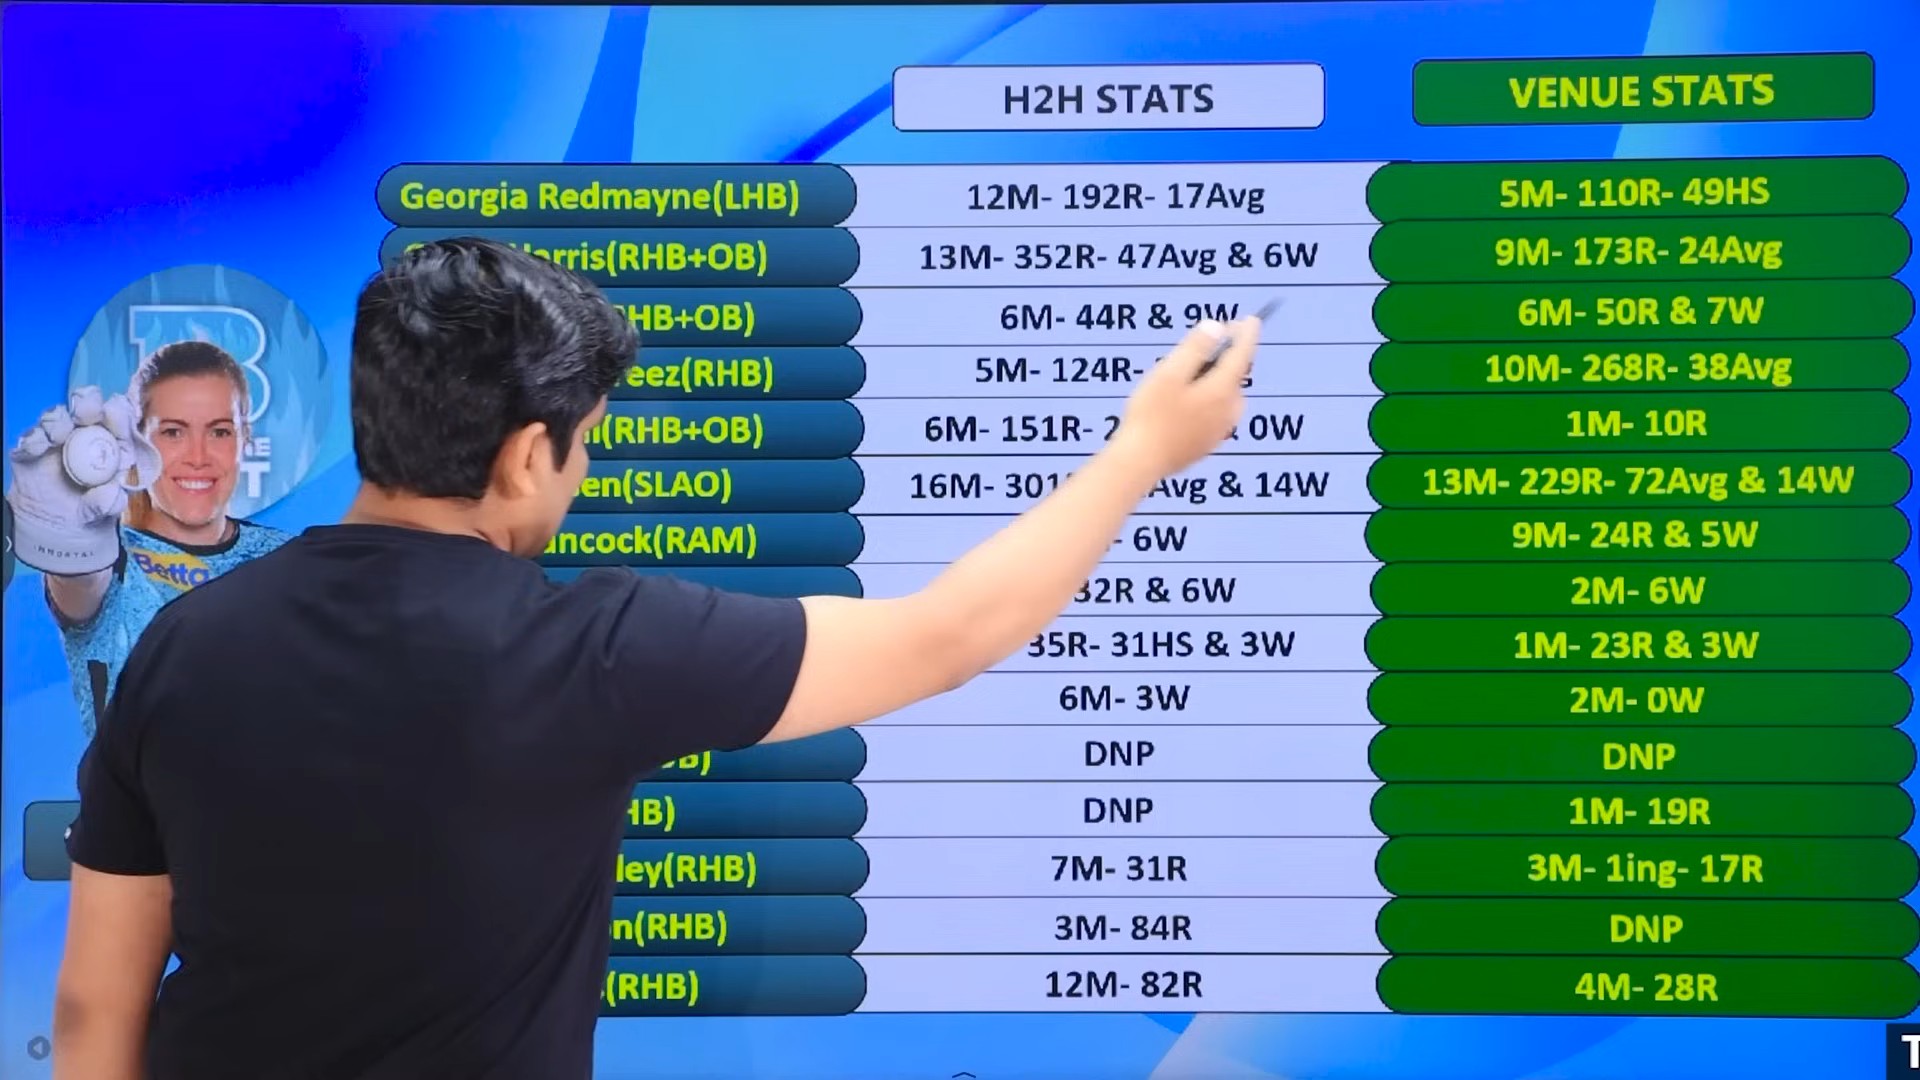 H2H STATS
VENUE STATS
Georgia Redmayne(LHB) 12M- 192R- 17Avg 5M- 110R- 49HS
rris(RHB+OB) 13M- 352R- 47Avg & 6W 9M- 173R- 24Avg
HB+OB) 6M- 44R & 9W 6M- 50R & 7W
eez(RHB) 5M- 124R- 10M- 268R- 38Avg
(RHB+OB) 6M- 151R- 2 & 0W 1M- 10R
en(SLAO) 16M- 301 Avg & 14W 13M- 229R- 72Avg & 14W
ancock(RAM) - 6W 9M- 24R & 5W
32R & 6W 2M- 6W
35R- 31HS & 3W 1M- 23R & 3W
6M- 3W 2M- 0W
B) DNP DNP
HB) DNP 1M- 19R
ley(RHB) 7M- 31R 3M- 1ing- 17R
n(RHB) 3M- 84R DNP
(RHB) 12M- 82R 4M- 28R
INMORTAL
Betta
B
T
T